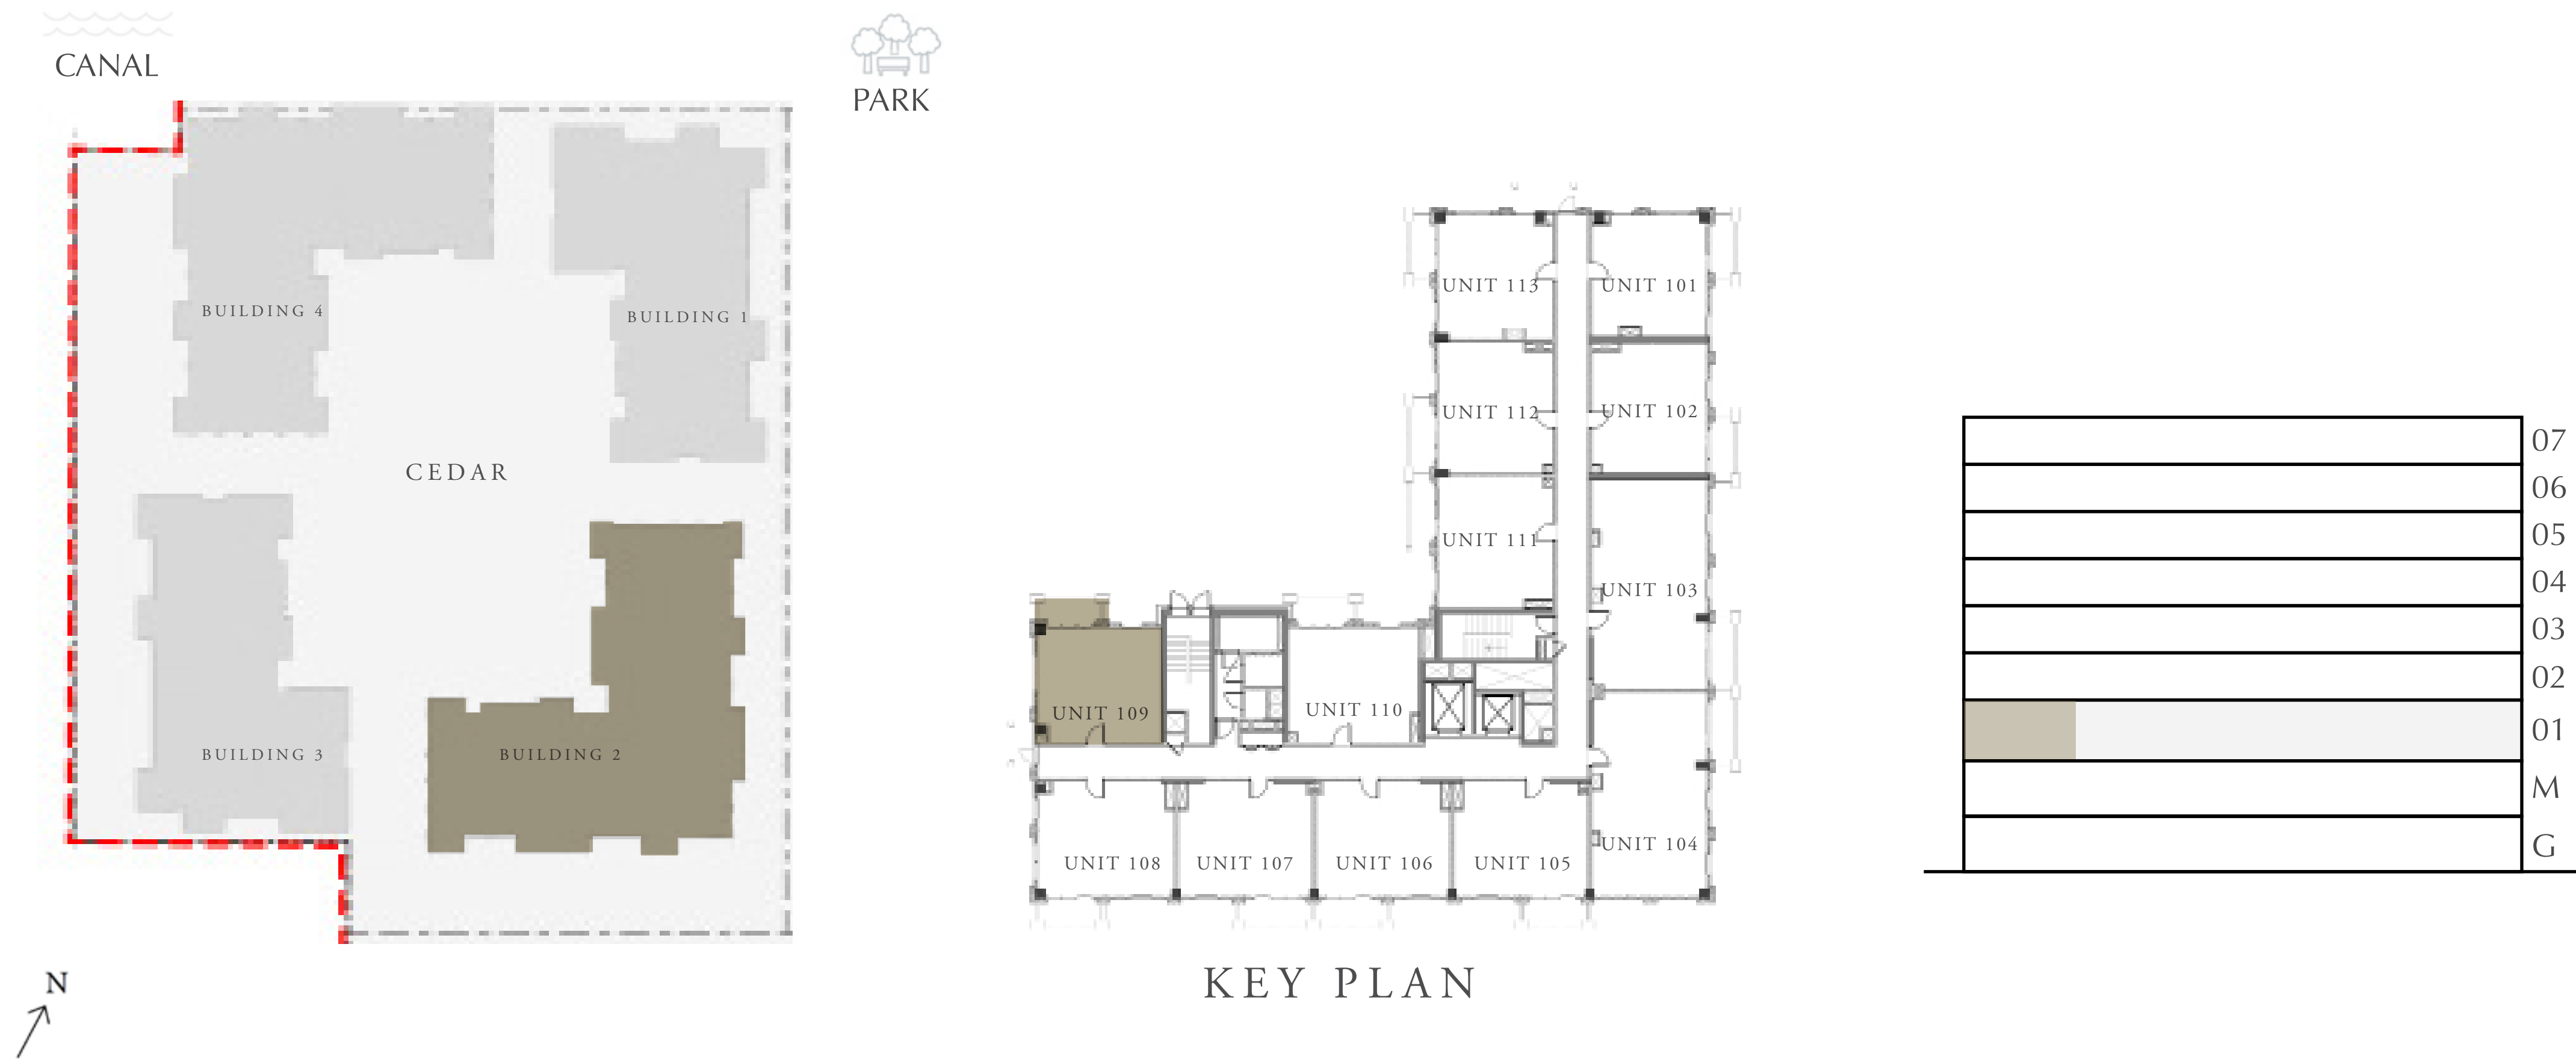 CANAL
PARK
BUILDING 4
BUILDING 1
CEDAR
BUILDING 3
BUILDING 2
N
UNIT 113
UNIT 101
UNIT 112
UNIT 102
UNIT 111
UNIT 103
UNIT 109
UNIT 110
UNIT 104
UNIT 108
UNIT 107
UNIT 106
UNIT 105
KEY PLAN
07
06
05
04
03
02
01
M
G